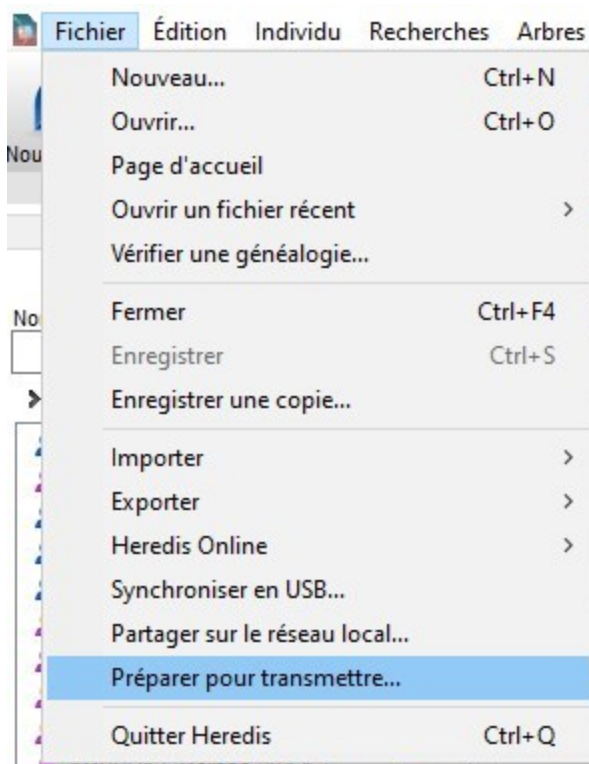 Fichier Édition Individu Recherches Arbres
Nouveau... Ctrl+N
Ouvrir... Ctrl+O
Nou
Page d'accueil
Ouvrir un fichier récent
Vérifier une généalogie...
Fermer Ctrl+F4
No
Enregistrer Ctrl+S
Enregistrer une copie...
Importer
Exporter
Heredis Online
Synchroniser en USB...
Partager sur le réseau local...
Préparer pour transmettre...
Quitter Heredis Ctrl+Q